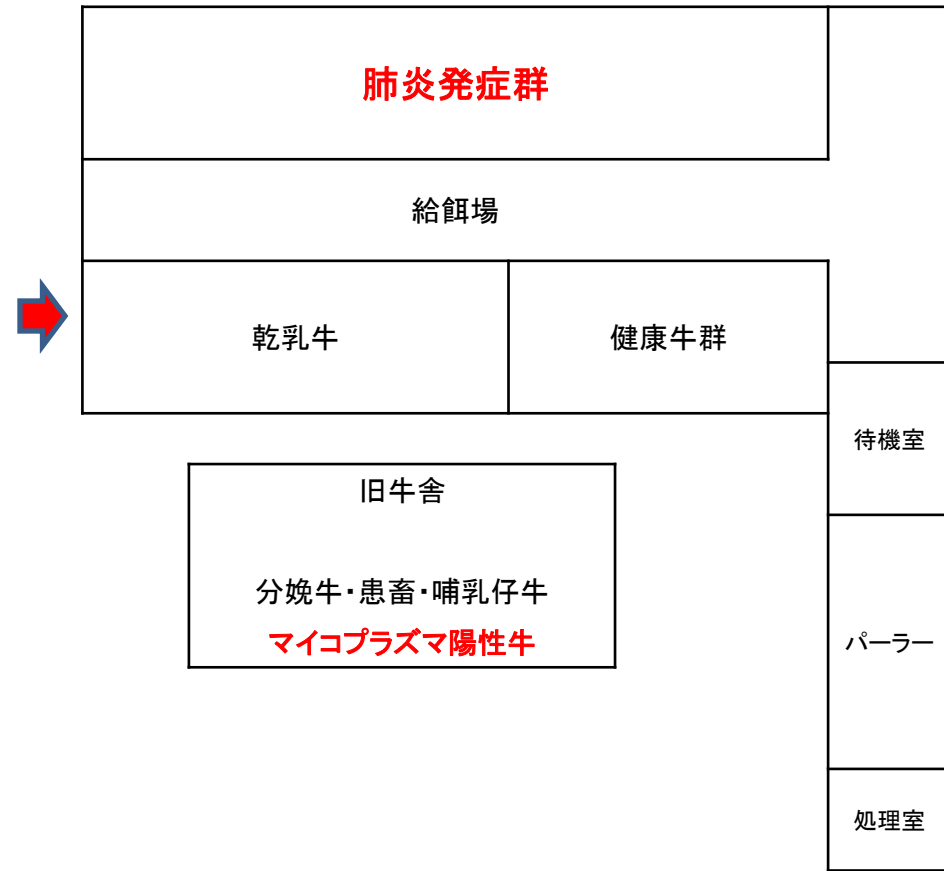 肺炎発症群
給餌場
乾乳牛
健康牛群
待機室
旧牛舎
分娩牛・患畜・哺乳仔牛
マイコプラズマ陽性牛
パーラー
処理室